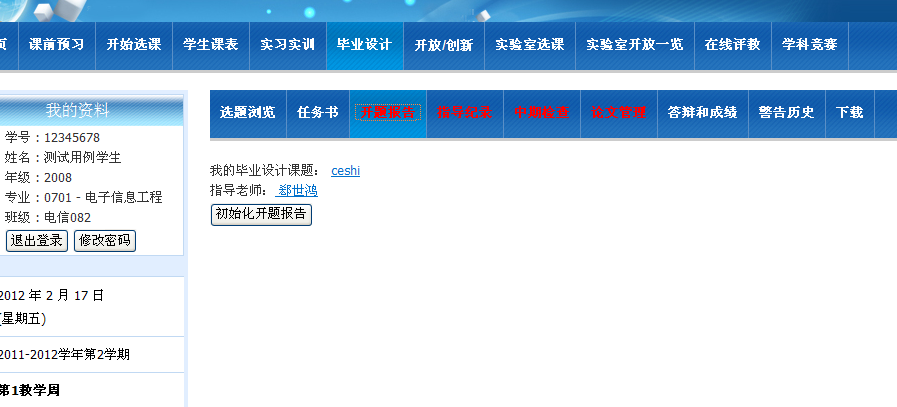 页 课前预习 开始选课 学生课表 实习实训 毕业设计 开放/创新 实验室选课 实验室开放一览 在线评教 学科竞赛
选题浏览 任务书 开题报告 指导纪录 中期检查 论文管理 答辩和成绩 警告历史 下载
我的资料
学号：12345678
姓名：测试用例学生
年级：2008
专业：0701 - 电子信息工程
班级：电信082
退出登录 修改密码
2012 年 2 月 17 日
(星期五)
2011-2012学年第2学期
第1教学周
我的毕业设计课题： ceshi
指导老师： 郄世鸿
初始化开题报告